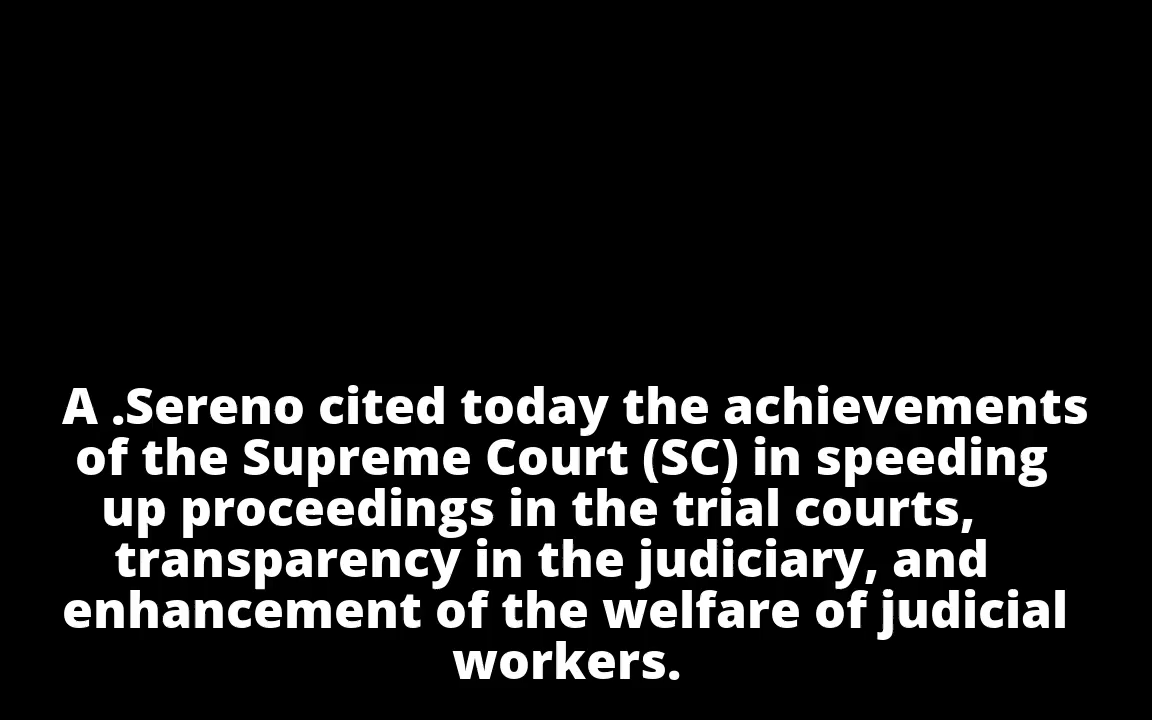 A .Sereno cited today the achievements
of the Supreme Court (SC) in speeding
up proceedings in the trial courts,
transparency in the judiciary, and
enhancement of the welfare of judicial
workers.